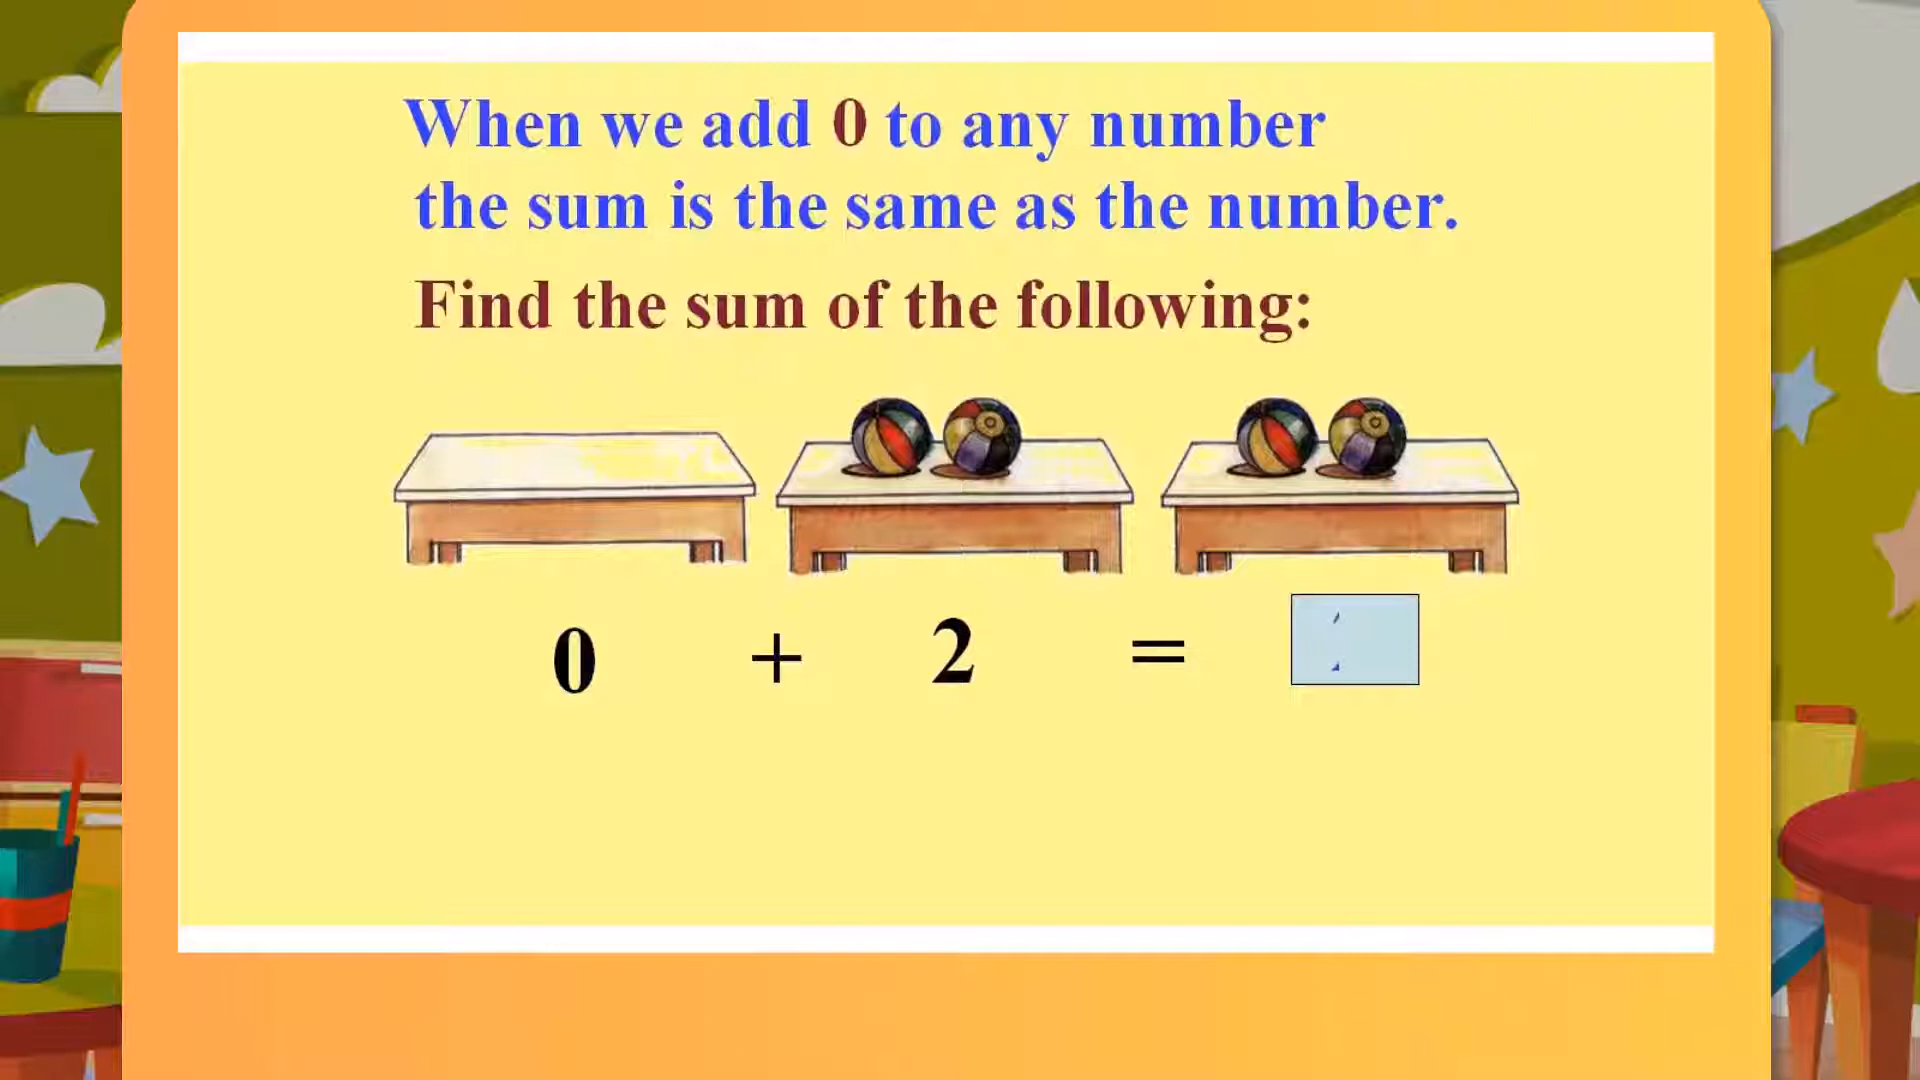 When we add 0 to any number
the sum is the same as the number.
Find the sum of the following:
0 + 2 =